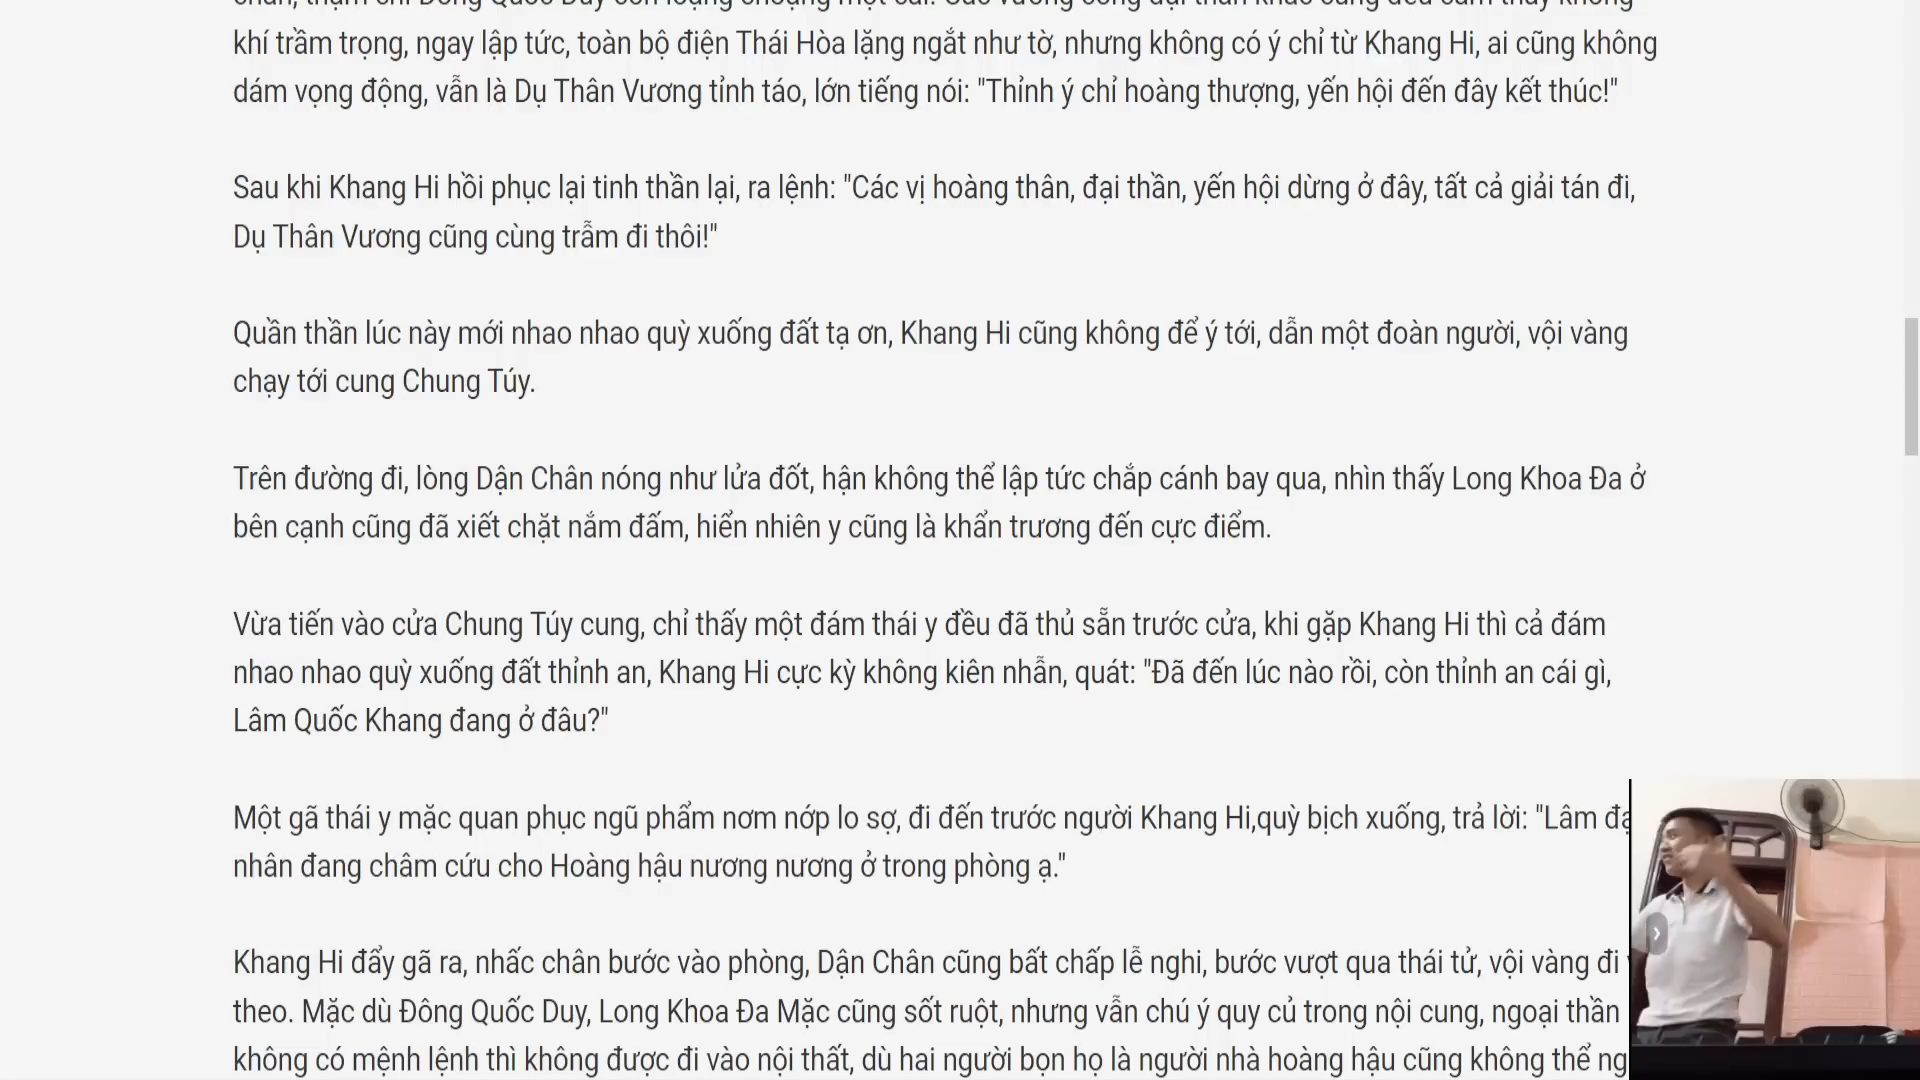 khí trầm trọng, ngay lập tức, toàn bộ điện Thái Hòa lặng ngắt như tờ, nhưng không có ý chỉ từ Khang Hi, ai cũng không
dám vọng động, vẫn là Dụ Thân Vương tỉnh táo, lớn tiếng nói: "Thỉnh ý chỉ hoàng thượng, yến hội đến đây kết thúc!"
Sau khi Khang Hi hồi phục lại tinh thần lại, ra lệnh: "Các vị hoàng thân, đại thần, yến hội dừng ở đây, tất cả giải tán đi,
Dụ Thân Vương cũng cùng trẫm đi thôi!"
Quần thần lúc này mới nhao nhao quỳ xuống đất tạ ơn, Khang Hi cũng không để ý tới, dẫn một đoàn người, vội vàng
chạy tới cung Chung Túy.
Trên đường đi, lòng Dận Chân nóng như lửa đốt, hận không thể lập tức chắp cánh bay qua, nhìn thấy Long Khoa Đa ở
bên cạnh cũng đã xiết chặt nắm đấm, hiển nhiên y cũng là khẩn trương đến cực điểm.
Vừa tiến vào cửa Chung Túy cung, chỉ thấy một đám thái y đều đã thủ sẵn trước cửa, khi gặp Khang Hi thì cả đám
nhao nhao quỳ xuống đất thỉnh an, Khang Hi cực kỳ không kiên nhẫn, quát: "Đã đến lúc nào rồi, còn thỉnh an cái gì,
Lâm Quốc Khang đang ở đâu?"
Một gã thái y mặc quan phục ngũ phẩm nơm nớp lo sợ, đi đến trước người Khang Hi,quỳ bịch xuống, trả lời: "Lâm
nhân đang châm cứu cho Hoàng hậu nương nương ở trong phòng ạ."
Khang Hi đẩy gã ra, nhấc chân bước vào phòng, Dận Chân cũng bất chấp lễ nghi, bước vượt qua thái tử, vội vàng đi
theo. Mặc dù Đông Quốc Duy, Long Khoa Đa Mặc cũng sốt ruột, nhưng vẫn chú ý quy củ trong nội cung, ngoại thần
không có mệnh lệnh thì không được đi vào nội thất, dù hai người bọn họ là người nhà hoàng hậu cũng không thể